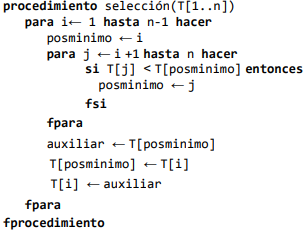 procedimiento selección(T[1..n])
para i← 1 hasta n-1 hacer
posminimo ← i
para j ← i +1 hasta n hacer
si T[j] < T[posminimo] entonces
posminimo ← j
fsi
fpara
auxiliar ← T[posminimo]
T[posminimo] ← T[i]
T[i] ← auxiliar
fpara
fprocedimiento